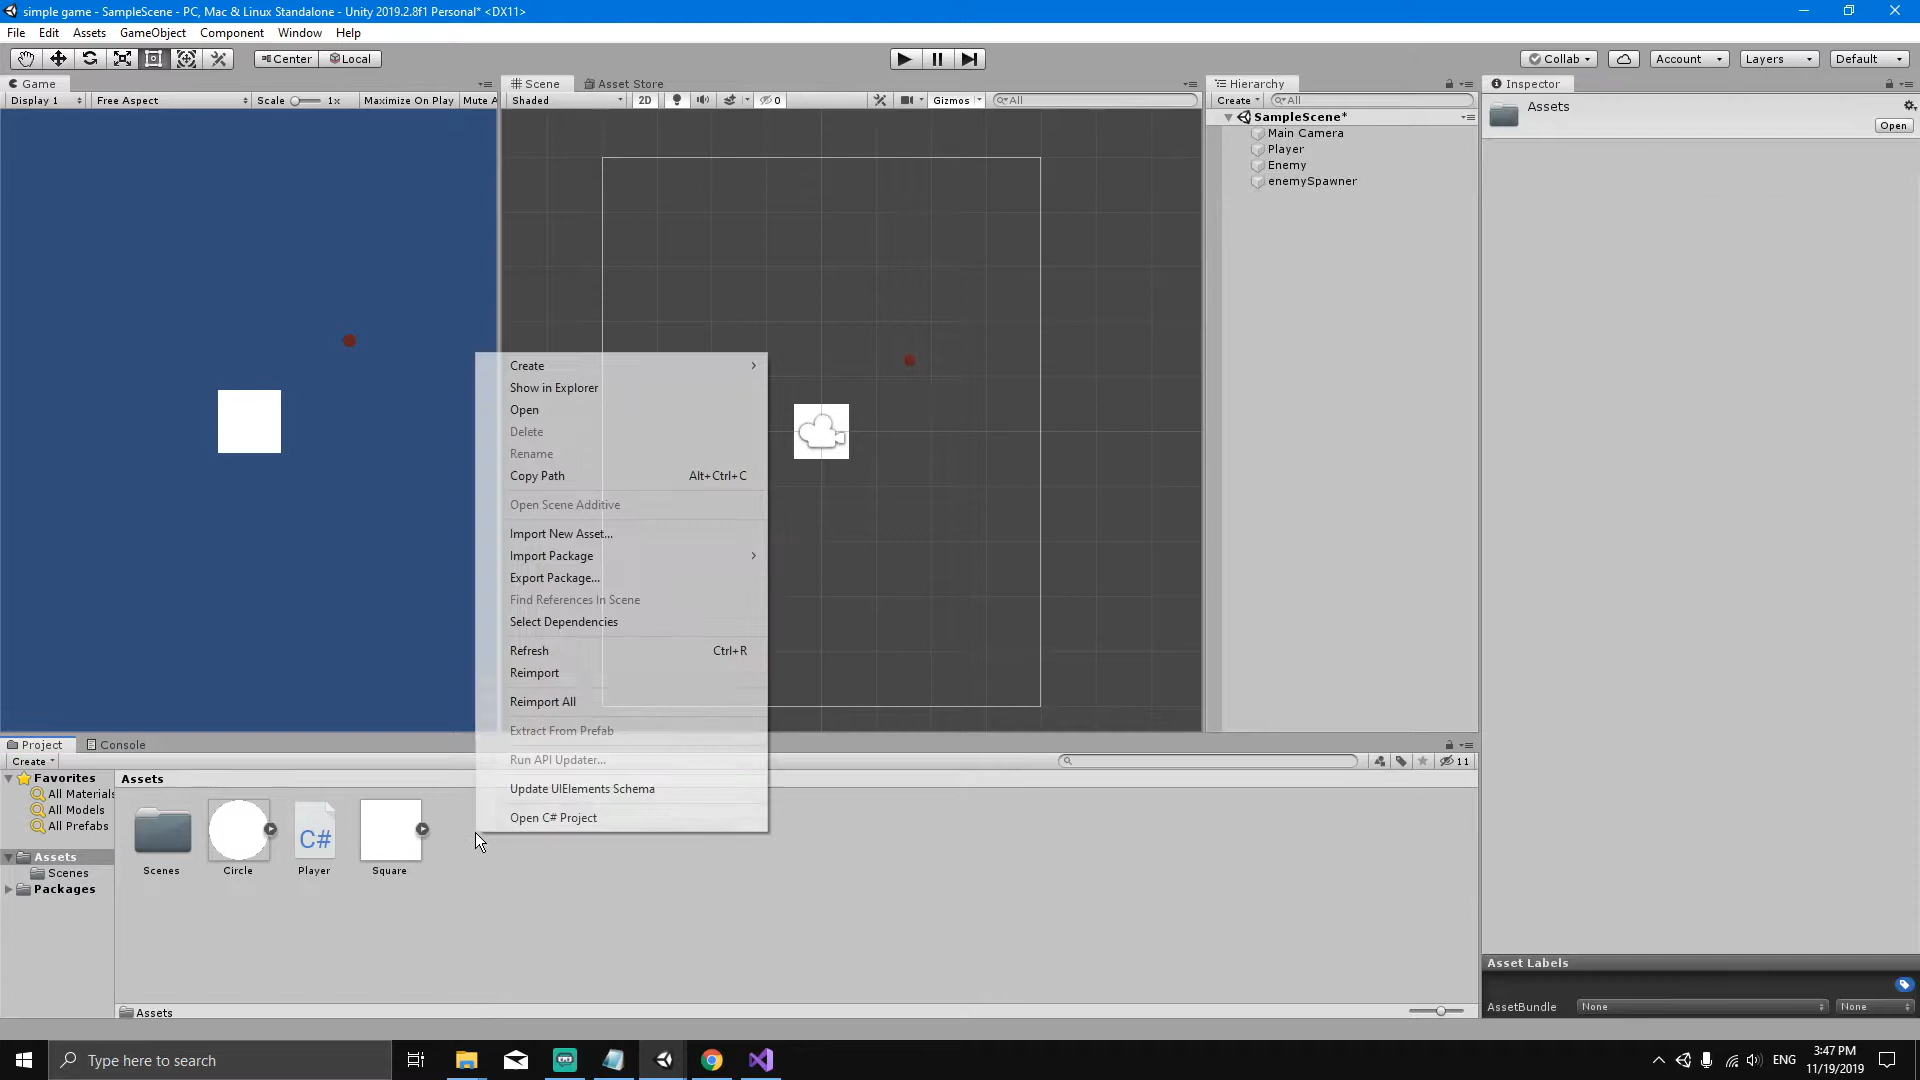 simple game - SampleScene - PC, Mac & Linux Standalone - Unity 2019.2.8f1 Personal* <DX11>
File Edit Assets GameObject Component Window Help
Center Local Collab Account Layers Default
Game Scene Asset Store Hierarchy Inspector
Display 1 Free Aspect Scale 1x Maximize On Play Mute A Shaded 2D 0 Gizmos All Create All
Assets
Open
SampleScene*
Main Camera
Player
Enemy
enemySpawner
Create
Show in Explorer
Open
Delete
Rename
Copy Path Alt+Ctrl+C
Open Scene Additive
Import New Asset...
Import Package
Export Package...
Find References In Scene
Select Dependencies
Refresh Ctrl+R
Reimport
Reimport All
Extract From Prefab
Run API Updater...
Update UIElements Schema
Open C# Project
Project Console
Create 11
Favorites
All Materials
All Models
All Prefabs
Assets
Scenes
Packages
Assets
C#
Scenes Circle Player Square
Assets
Asset Labels
AssetBundle None None
Type here to search
ENG
3:47 PM
11/19/2019